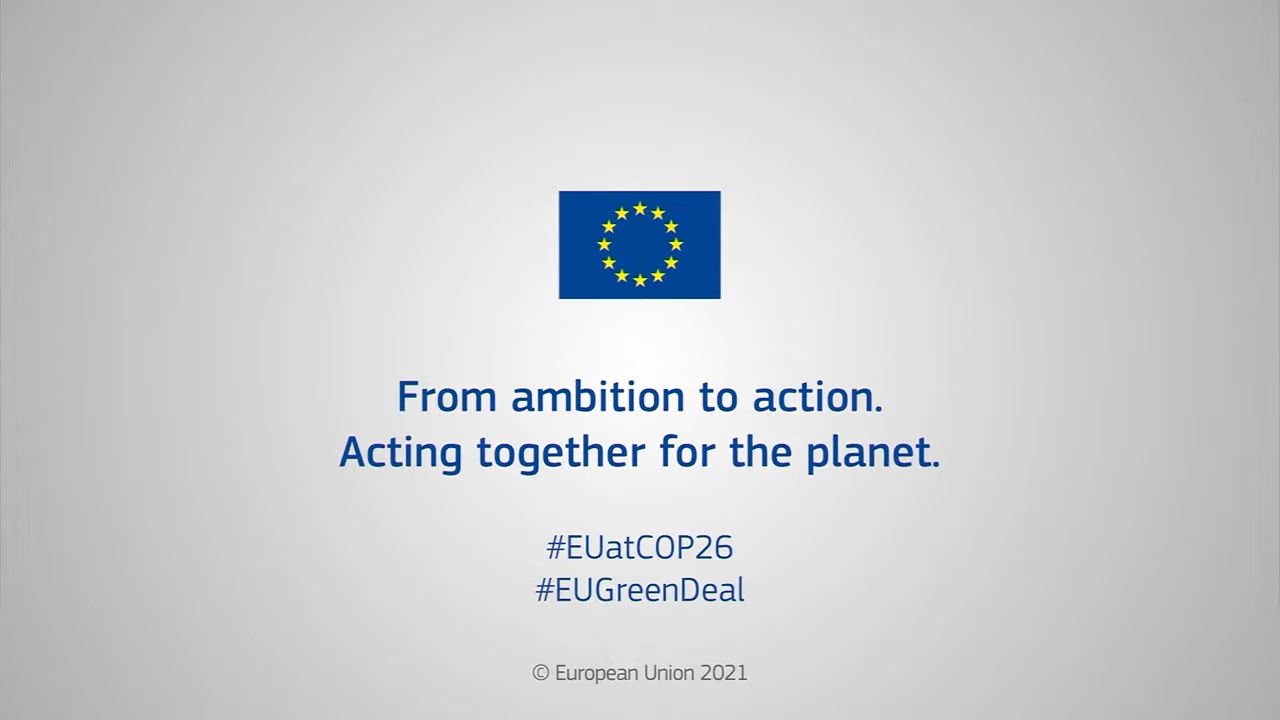 From ambition to action.
Acting together for the planet.
#EUatCOP26
#EUGreenDeal
© European Union 2021